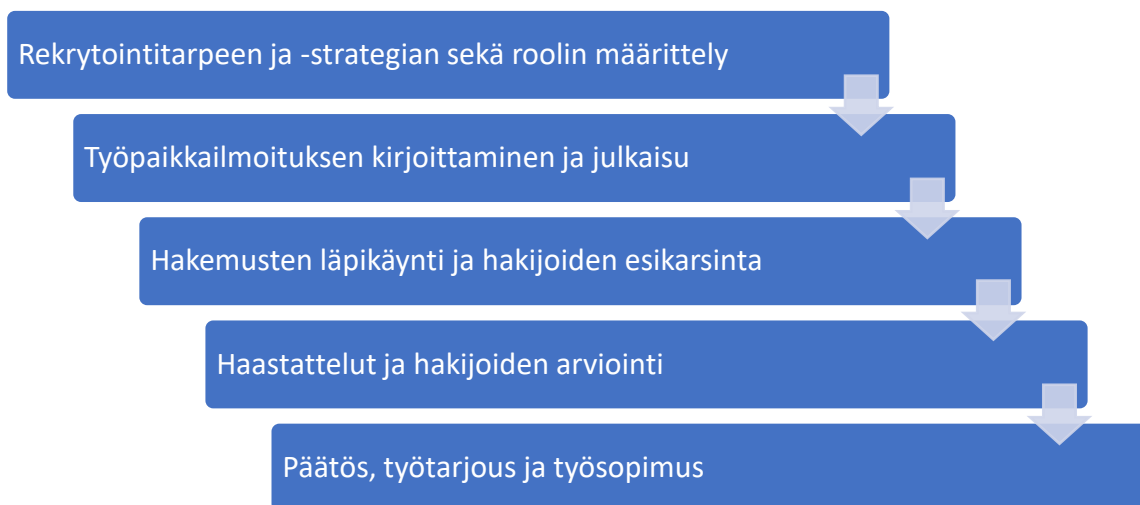 Rekrytointitarpeen ja -strategian sekä roolin määrittely
Työpaikkailmoituksen kirjoittaminen ja julkaisu
Hakemusten läpikäynti ja hakijoiden esikarsinta
Haastattelut ja hakijoiden arviointi
Päätös, työtarjous ja työsopimus